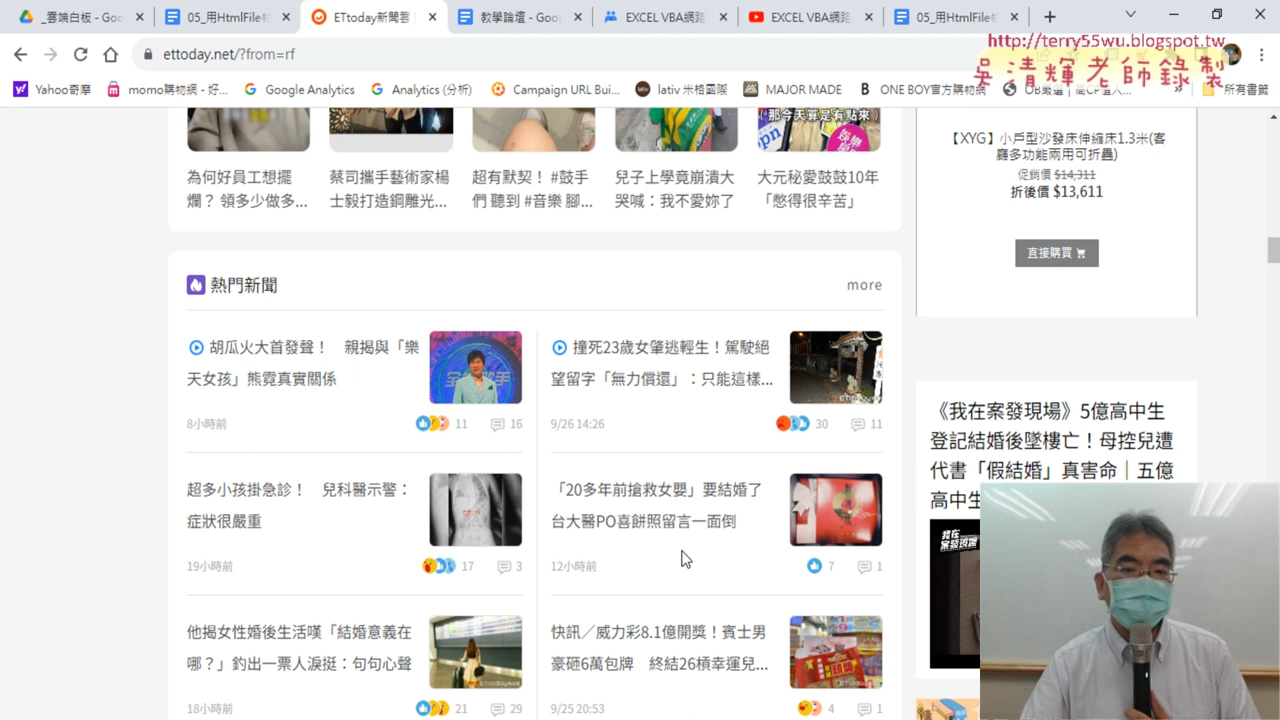 _雲端白板 - Goo
05_用HtmlFile物
ETtoday新聞雲
教學論壇 - Goog
EXCEL VBA網路
EXCEL VBA網路
05_用HtmlFile物
http://terry55wu.blogspot.tw
吳清輝老師錄製
ettoday.net/?from=rf
Yahoo奇摩
momo購物網 - 好...
Google Analytics
Analytics (分析)
Campaign URL Bui...
lativ 米格國際
MAJOR MADE
ONE BOY官方購物網
所有書籤
(那今天算是有點來)
為何好員工想擺
爛？ 領多少做多...
蔡司攜手藝術家楊
士毅打造鋼雕光...
超有默契！ #鼓手
們 聽到 #音樂 腳...
兒子上學竟崩潰大
哭喊：我不愛妳了
大元秘愛鼓鼓10年
「憋得很辛苦」
【XYG】小戶型沙發床伸縮床1.3米(客
廳多功能兩用可折疊)
促銷價 $14,311
折後價 $13,611
直接購買
熱門新聞
more
胡瓜火大首發聲！ 親揭與「樂
天女孩」熊霓真實關係
8小時前
11
16
撞死23歲女肇逃輕生！駕駛絕
望留字「無力償還」：只能這樣...
9/26 14:26
30
11
超多小孩掛急診！ 兒科醫示警：
症狀很嚴重
19小時前
17
3
「20多年前搶救女嬰」要結婚了
台大醫PO喜餅照留言一面倒
12小時前
7
1
他揭女性婚後生活嘆「結婚意義在
哪？」釣出一票人淚挺：句句心聲
18小時前
21
29
快訊／威力彩8.1億開獎！賓士男
豪砸6萬包牌 終結26槓幸運兒...
9/25 20:53
4
1
《我在案發現場》5億高中生
登記結婚後墜樓亡！母控兒遭
代書「假結婚」真害命｜五億
高中生
我在
案發現場